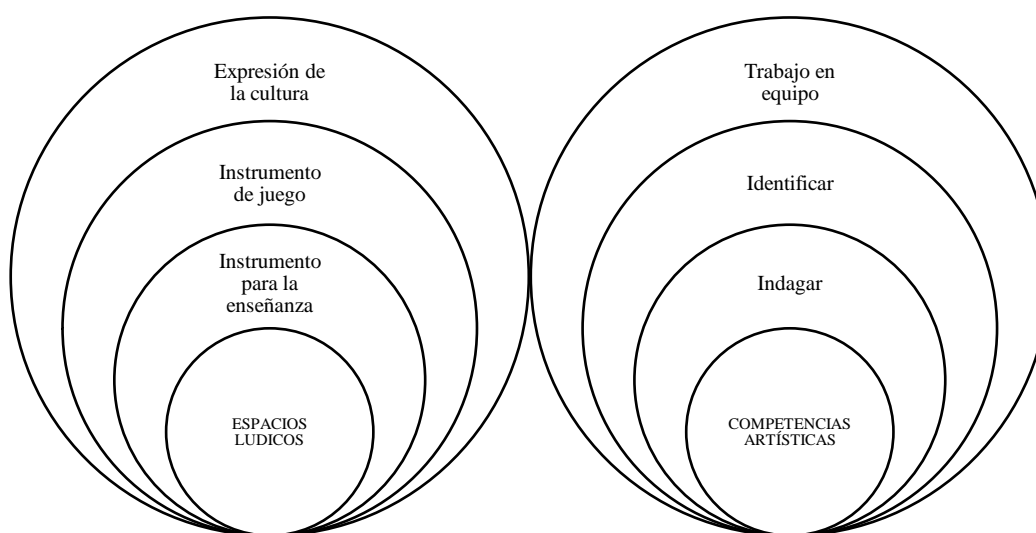 Expresión de
la cultura
Instrumento
de juego
Instrumento
para la
enseñanza
ESPACIOS
LUDICOS
Trabajo en
equipo
Identificar
Indagar
COMPETENCIAS
ARTÍSTICAS